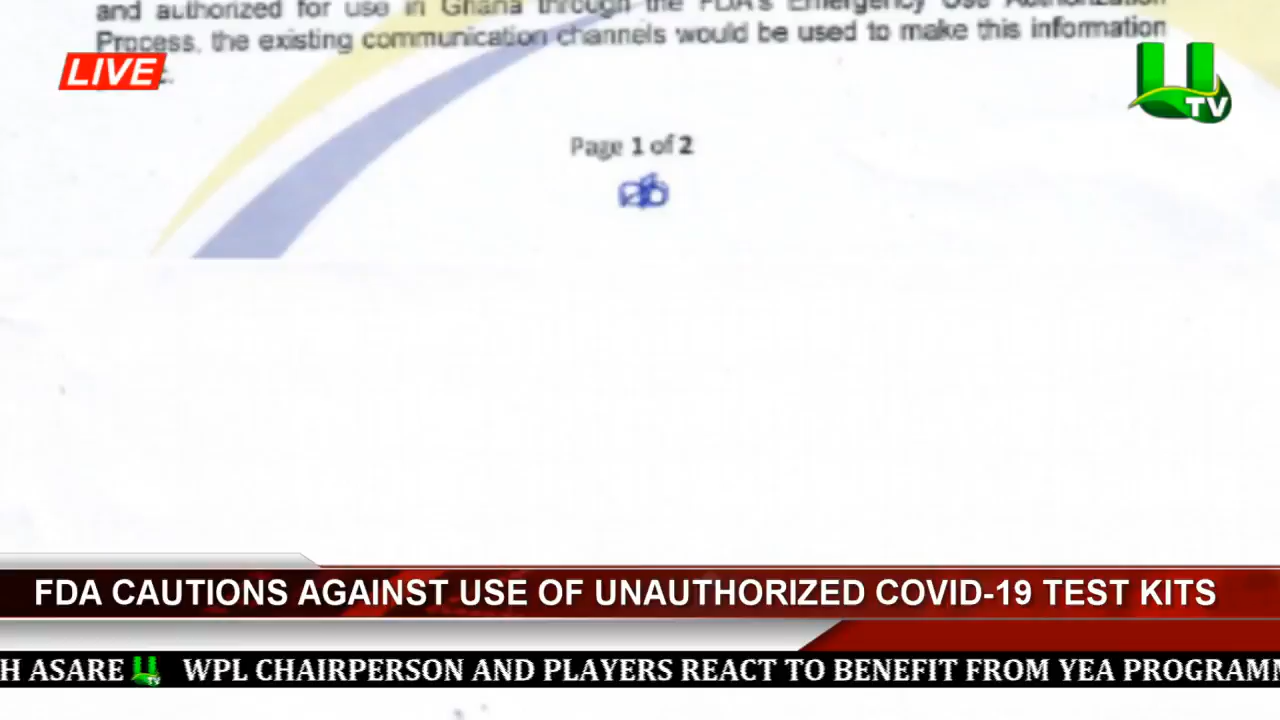 and authorized for use in Ghana through the FDA's Emergency Use Authorization
Process, the existing communication channels would be used to make this information
LIVE
U
TV
Page 1 of 2
FDA CAUTIONS AGAINST USE OF UNAUTHORIZED COVID-19 TEST KITS
H ASARE U TV WPL CHAIRPERSON AND PLAYERS REACT TO BENEFIT FROM YEA PROGRAMM